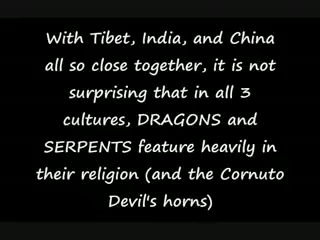 With Tibet, India, and China
all so close together, it is not
surprising that in all 3
cultures, DRAGONS and
SERPENTS feature heavily in
their religion (and the Cornuto
Devil's horns)